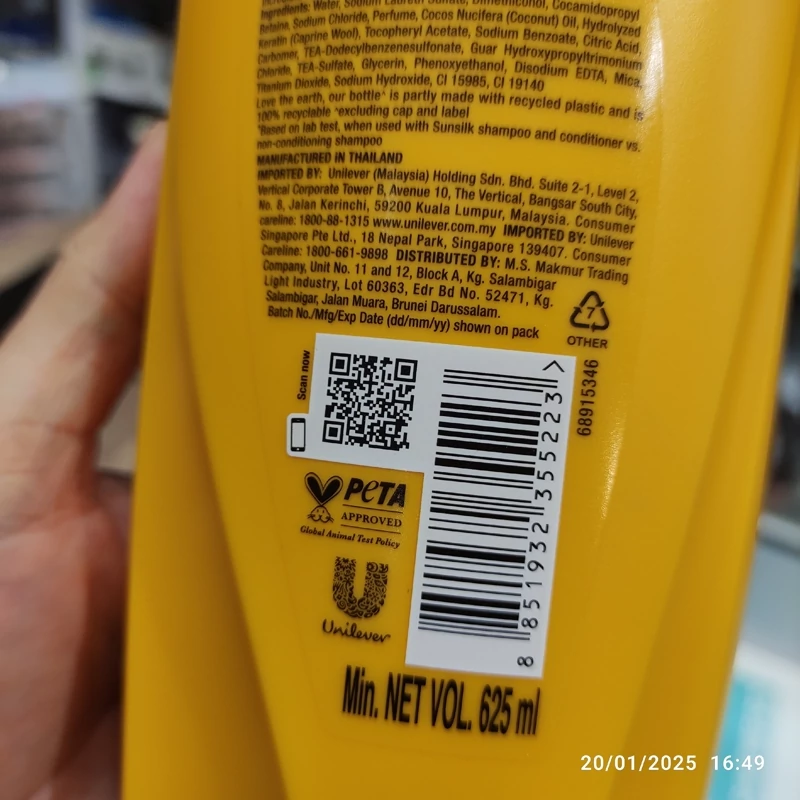 Ingredients: Water, Sodium Laureth Sulfate, Dimethiconol, Cocamidopropyl
Betaine, Sodium Chloride, Perfume, Cocos Nucifera (Coconut) Oil, Hydrolyzed
Keratin (Caprine Wool), Tocopheryl Acetate, Sodium Benzoate, Citric Acid,
Carbomer, TEA-Dodecylbenzenesulfonate, Guar Hydroxypropyltrimonium
Chloride, TEA-Sulfate, Glycerin, Phenoxyethanol, Disodium EDTA, Mica,
Titanium Dioxide, Sodium Hydroxide, CI 15985, CI 19140
Love the earth, our bottle^ is partly made with recycled plastic and is
100% recyclable ^excluding cap and label
*Based on lab test, when used with Sunsilk shampoo and conditioner vs.
non-conditioning shampoo
MANUFACTURED IN THAILAND
IMPORTED BY: Unilever (Malaysia) Holding Sdn. Bhd. Suite 2-1, Level 2,
Vertical Corporate Tower B, Avenue 10, The Vertical, Bangsar South City,
No. 8, Jalan Kerinchi, 59200 Kuala Lumpur, Malaysia. Consumer
careline: 1800-88-1315 www.unilever.com.my IMPORTED BY: Unilever
Singapore Pte Ltd., 18 Nepal Park, Singapore 139407. Consumer
Careline: 1800-661-9898 DISTRIBUTED BY: M.S. Makmur Trading
Company, Unit No. 11 and 12, Block A, Kg. Salambigar
Light Industry, Lot 60363, Edr Bd No. 52471, Kg.
Salambigar, Jalan Muara, Brunei Darussalam.
Batch No./Mfg/Exp Date (dd/mm/yy) shown on pack
7
OTHER
Scan now
68915346
8 851932 355223 >
PETA
APPROVED
Global Animal Test Policy
Unilever
Min. NET VOL. 625 ml
20/01/2025 16:49